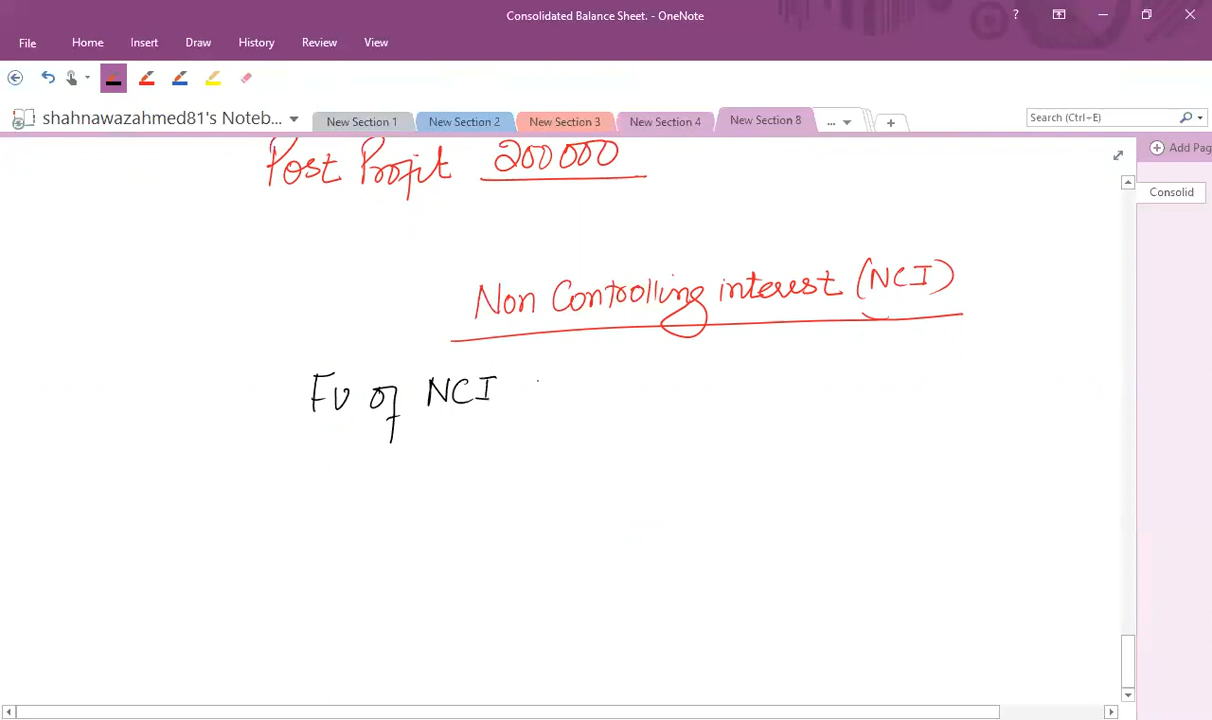 Consolidated Balance Sheet. - OneNote
?
File Home Insert Draw History Review View
shahnawazahmed81's Noteb... New Section 1 New Section 2 New Section 3 New Section 4 New Section 8 ... + Search (Ctrl+E)
Add Pag
Consolid
Post Profit 200000
Non Controlling interest (NCI)
Fv of NCI